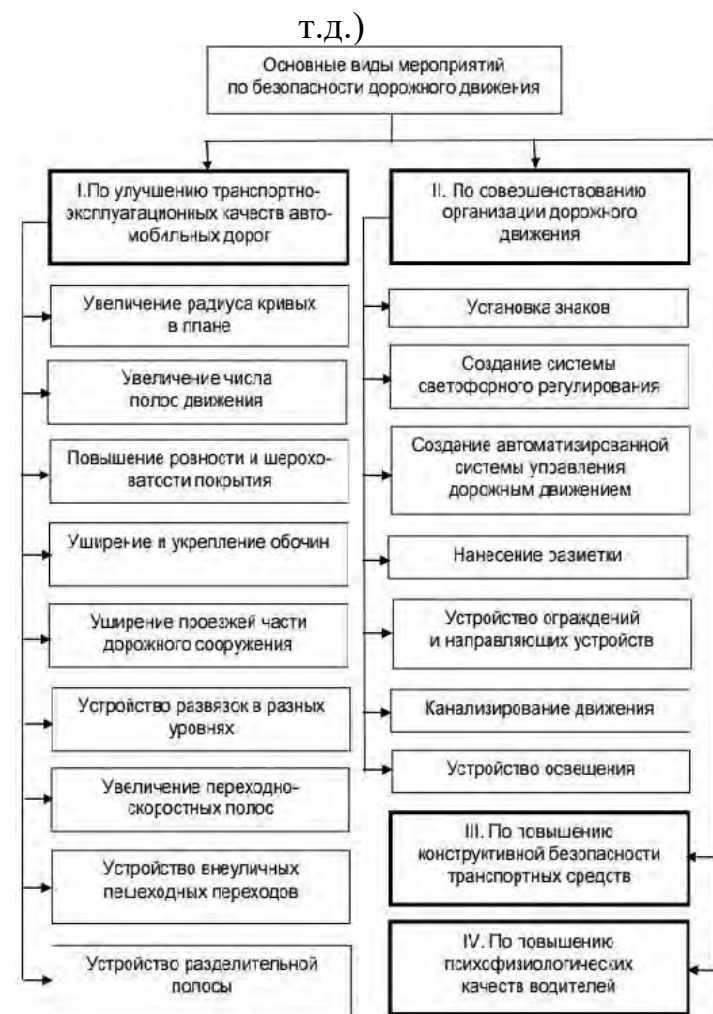 т.д.)
Основные виды мероприятий
по безопасности дорожного движения
I.По улучшению транспортно-
эксплуатационных качеств авто-
мобильных дорог
Увеличение радиуса кривых
в плане
Увеличение числа
полос движения
Повышение ровности и шерохо-
ватости покрытия
Уширение и укрепление обочин
Уширение проезжей части
дорожного сооружения
Устройство развязок в разных
уровнях
Увеличение переходно-
скоростных полос
Устройство внеуличных
пешеходных переходов
Устройство разделительной
полосы
II. По совершенствованию
организации дорожного
движения
Установка знаков
Создание системы
светофорного регулирования
Создание автоматизированной
системы управления
дорожным движением
Нанесение разметки
Устройство ограждений
и направляющих устройств
Канализирование движения
Устройство освещения
III. По повышению
конструктивной безопасности
транспортных средств
IV. По повышению
психофизиологических
качеств водителей